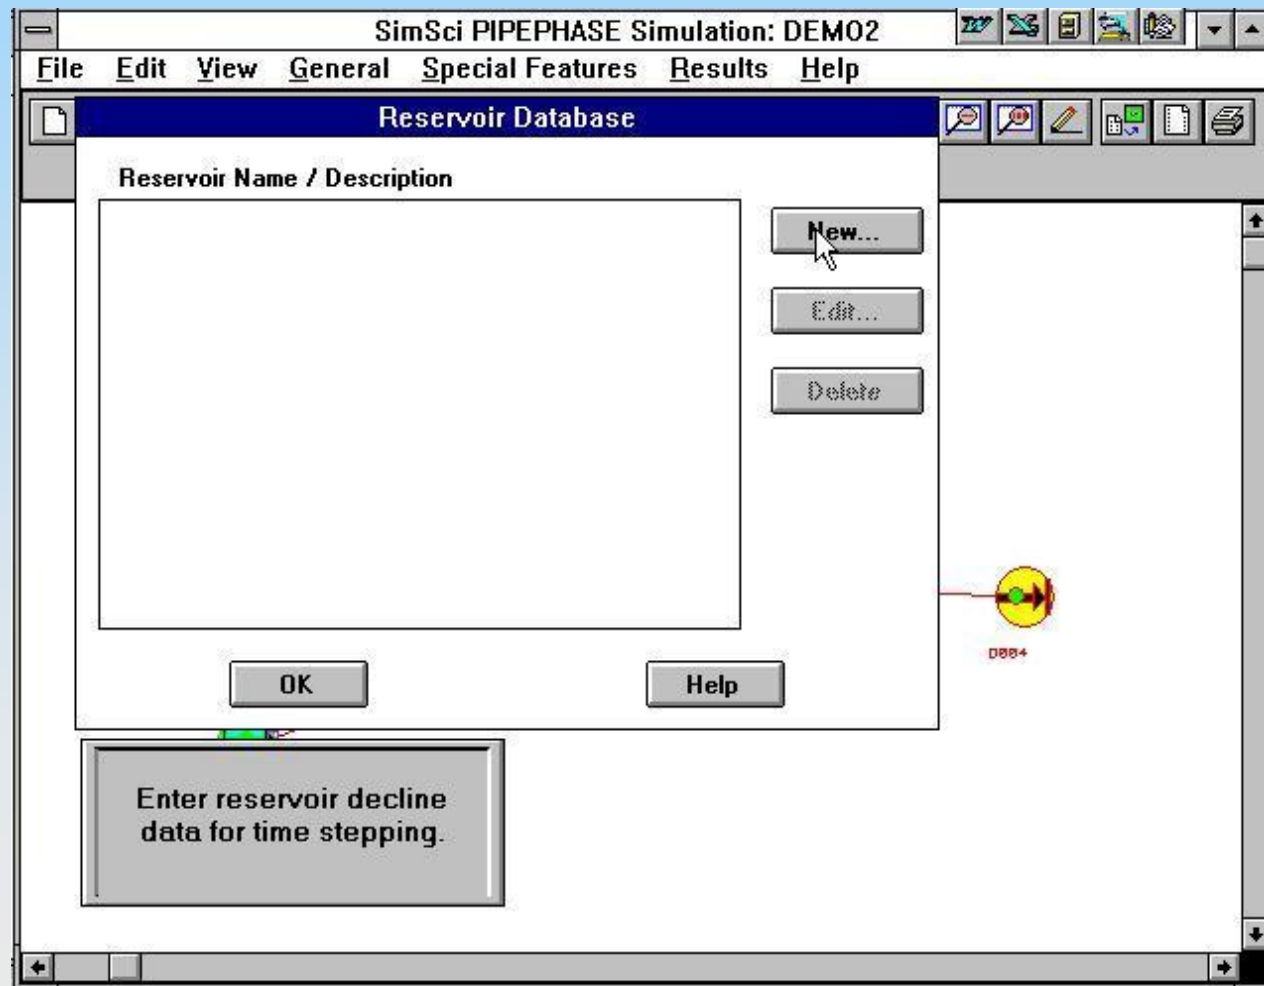 SimSci PIPEPHASE Simulation: DEMO2
File Edit View General Special Features Results Help
Reservoir Database
Reservoir Name / Description
New...
Edit...
Delete
OK
Help
D004
Enter reservoir decline
data for time stepping.